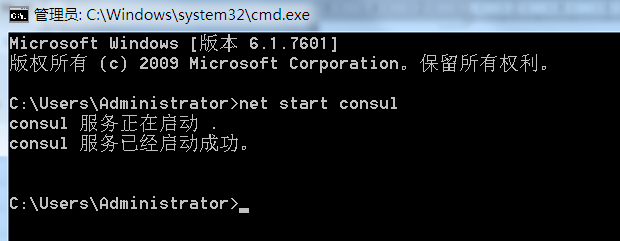 管理员: C:\Windows\system32\cmd.exe
Microsoft Windows [版本 6.1.7601]
版权所有 (c) 2009 Microsoft Corporation。保留所有权利。
C:\Users\Administrator>net start consul
consul 服务正在启动 .
consul 服务已经启动成功。
C:\Users\Administrator>_